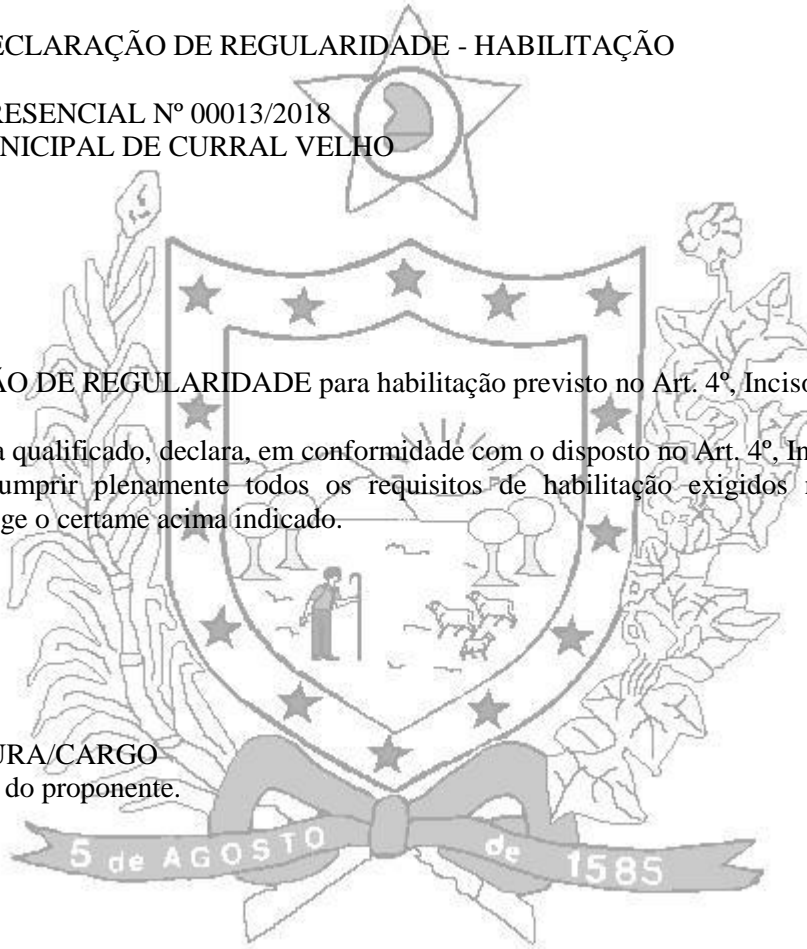 ECLARAÇÃO DE REGULARIDADE - HABILITAÇÃO
RESENCIAL Nº 00013/2018
NICIPAL DE CURRAL VELHO
ÃO DE REGULARIDADE para habilitação previsto no Art. 4º, Inciso
a qualificado, declara, em conformidade com o disposto no Art. 4º, In
umprir plenamente todos os requisitos de habilitação exigidos
ge o certame acima indicado.
URA/CARGO
do proponente.
5 de AGOSTO de 1585